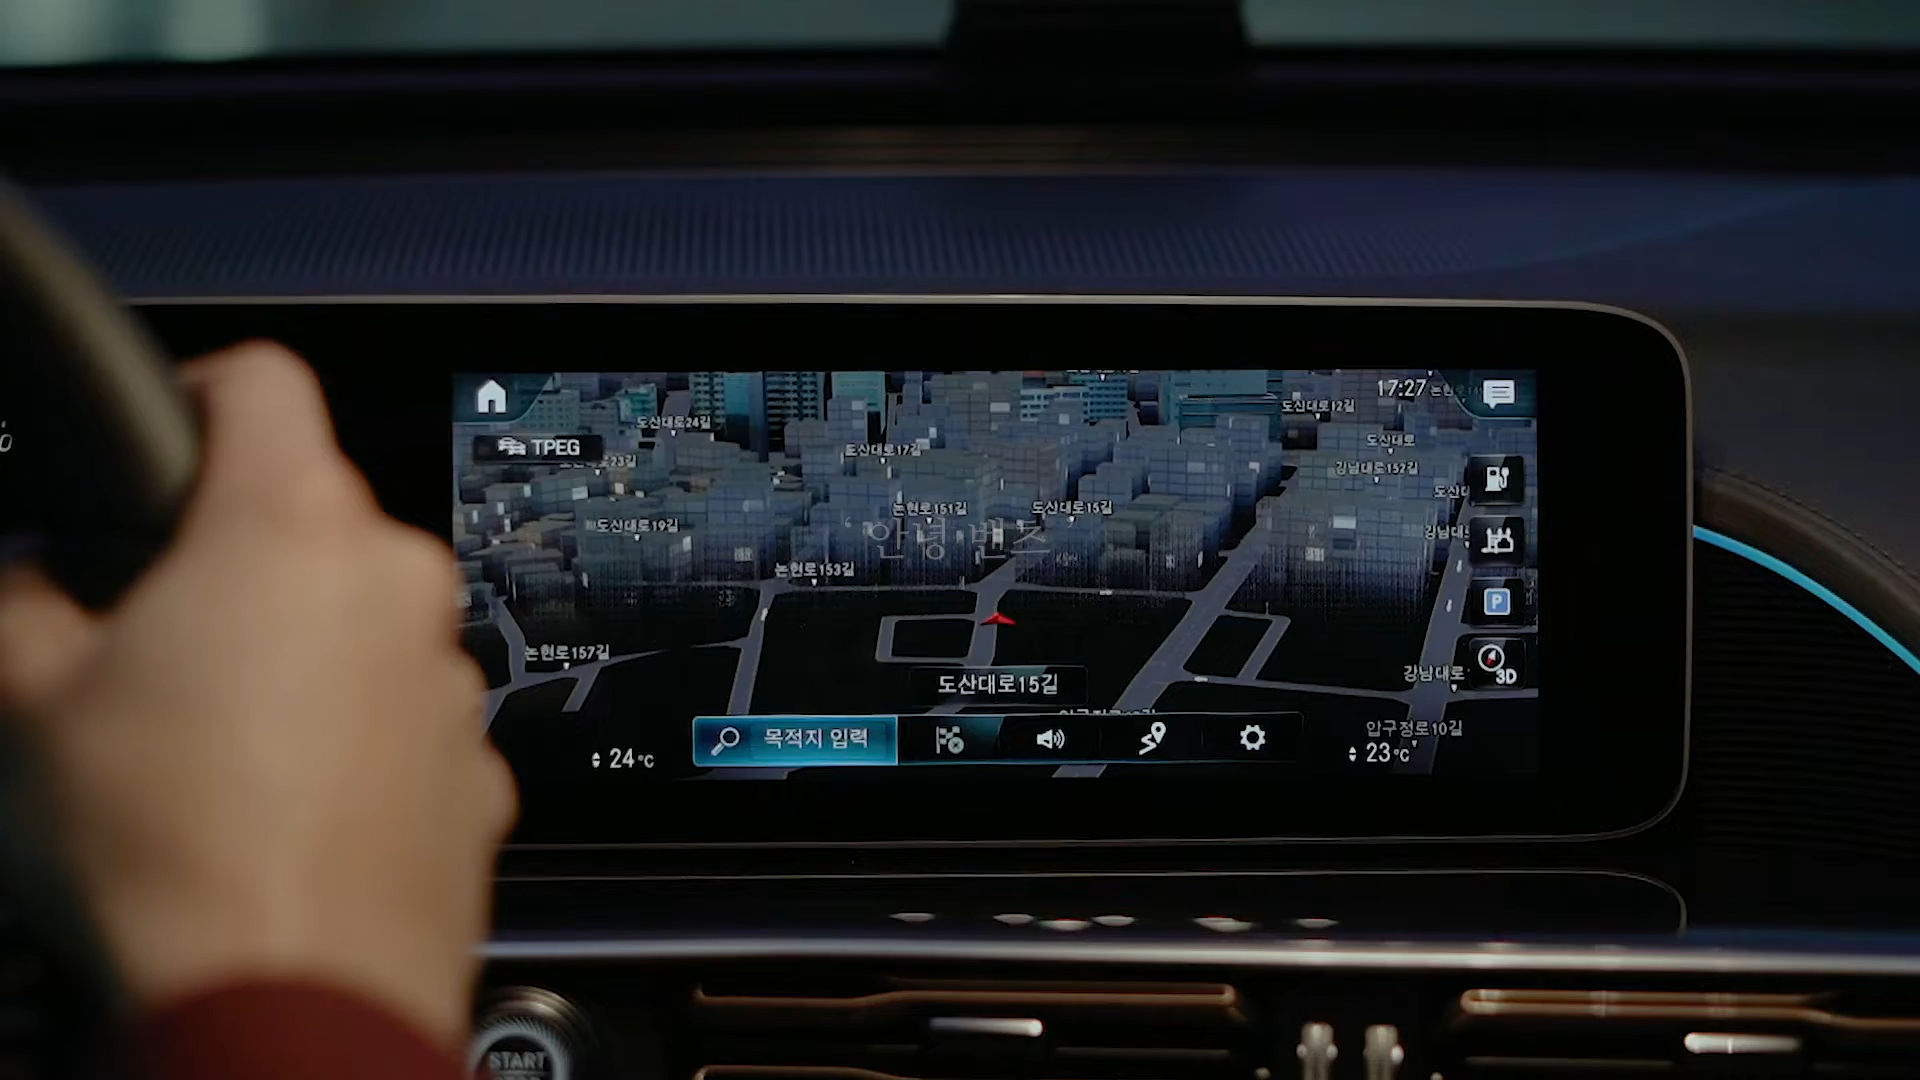 17:27
도산대로24길
도산대로12길
TPEG
도산대로17길
도산대로
강남대로152길
도산대로19길
논현로151길
도산대로15길
‘안녕 벤츠
논현로153길
논현로157길
강남대로
3D
도산대로15길
목적지 입력
압구정로10길
24°C
23°C
START